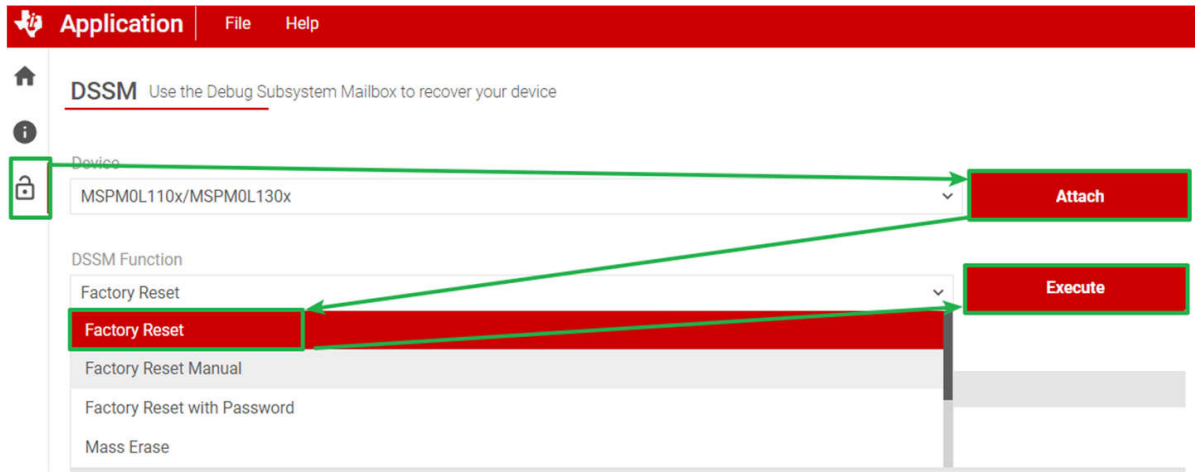 Application File Help
DSSM Use the Debug Subsystem Mailbox to recover your device
Device
MSPM0L110x/MSPM0L130x
Attach
DSSM Function
Factory Reset
Execute
Factory Reset
Factory Reset Manual
Factory Reset with Password
Mass Erase